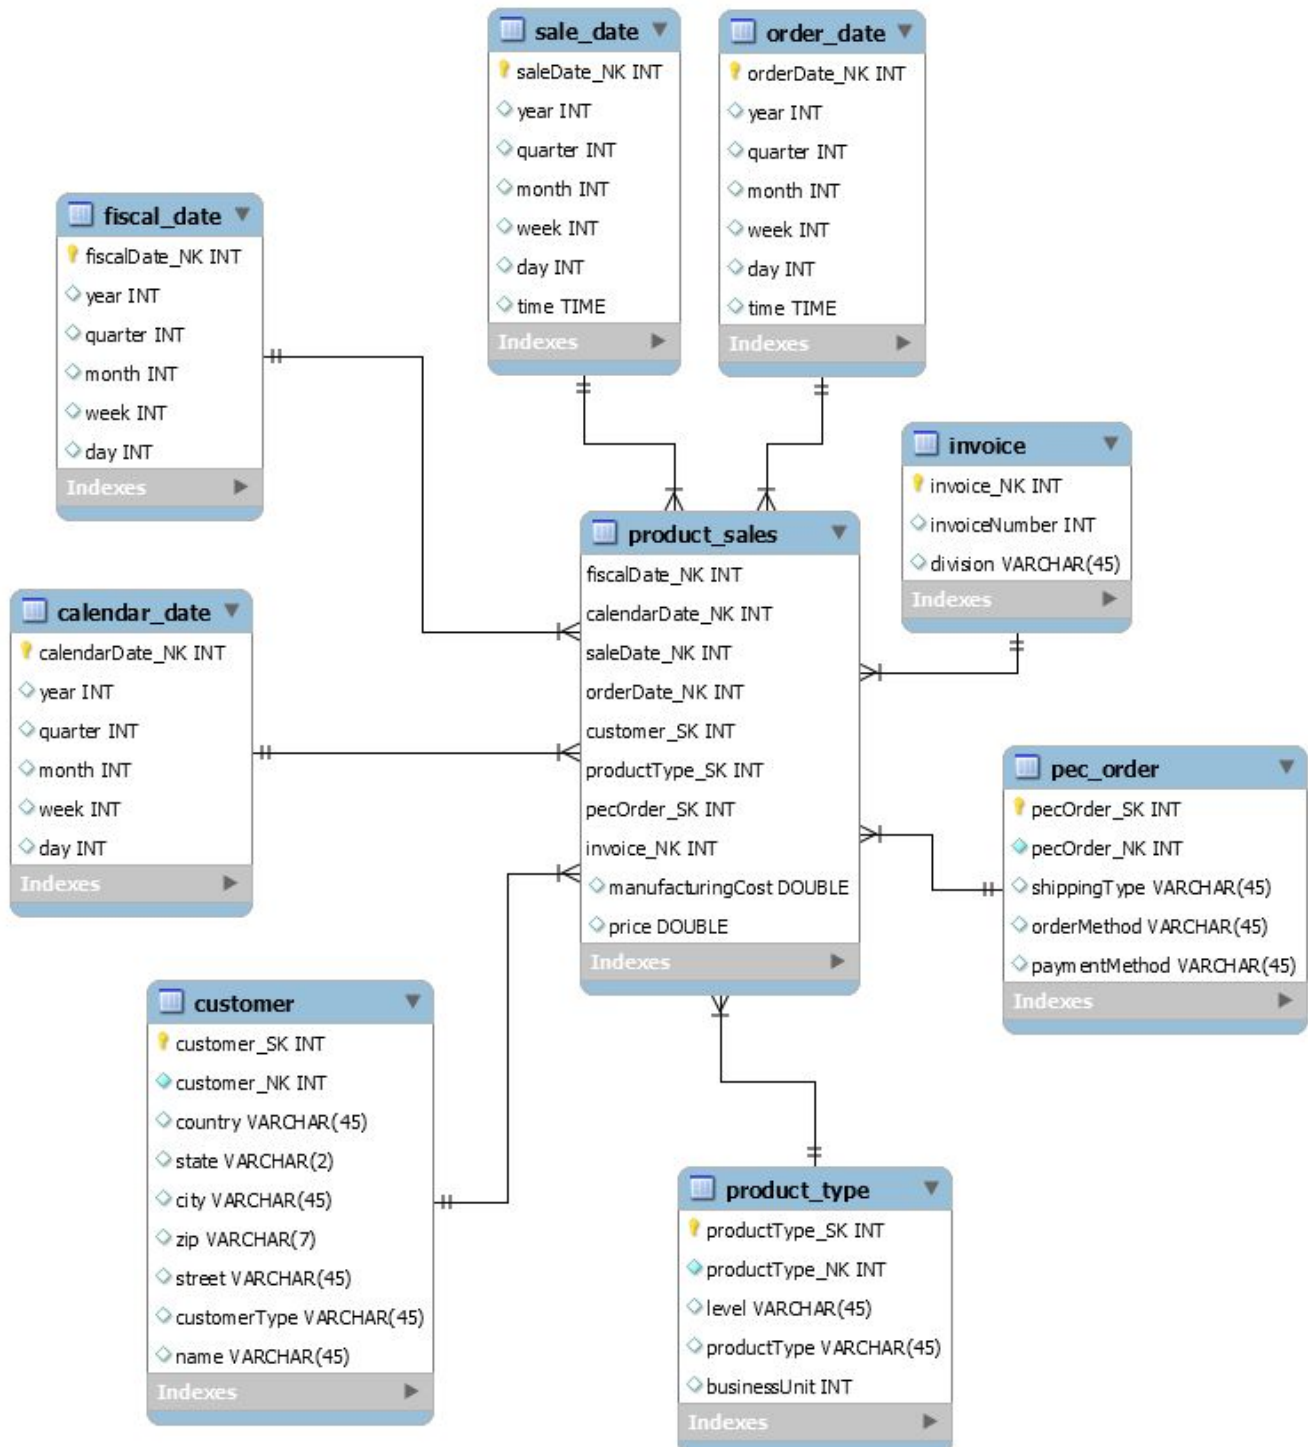 sale_date
saleDate_NK INT
year INT
quarter INT
month INT
week INT
day INT
time TIME
Indexes
order_date
orderDate_NK INT
year INT
quarter INT
month INT
week INT
day INT
time TIME
Indexes
fiscal_date
fiscalDate_NK INT
year INT
quarter INT
month INT
week INT
day INT
Indexes
invoice
invoice_NK INT
invoiceNumber INT
division VARCHAR(45)
Indexes
product_sales
fiscalDate_NK INT
calendarDate_NK INT
saleDate_NK INT
orderDate_NK INT
customer_SK INT
productType_SK INT
pecOrder_SK INT
invoice_NK INT
manufacturingCost DOUBLE
price DOUBLE
Indexes
calendar_date
calendarDate_NK INT
year INT
quarter INT
month INT
week INT
day INT
Indexes
pec_order
pecOrder_SK INT
pecOrder_NK INT
shippingType VARCHAR(45)
orderMethod VARCHAR(45)
paymentMethod VARCHAR(45)
Indexes
customer
customer_SK INT
customer_NK INT
country VARCHAR(45)
state VARCHAR(2)
city VARCHAR(45)
zip VARCHAR(7)
street VARCHAR(45)
customerType VARCHAR(45)
name VARCHAR(45)
Indexes
product_type
productType_SK INT
productType_NK INT
level VARCHAR(45)
productType VARCHAR(45)
businessUnit INT
Indexes